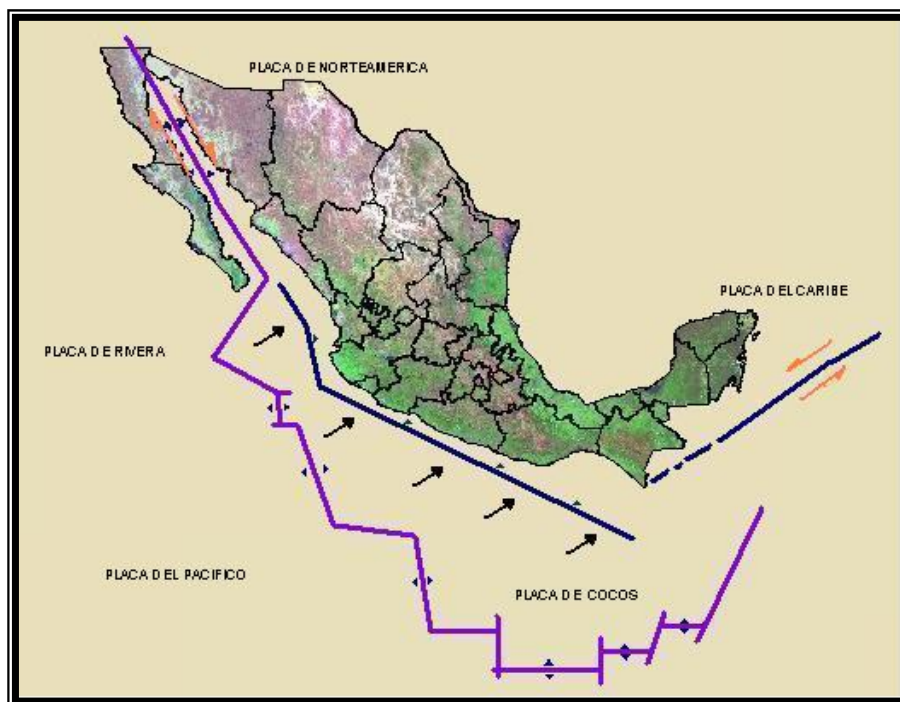 PLACA DE NORTEAMERICA
PLACA DEL CARIBE
PLACA DE RIVERA
PLACA DEL PACIFICO
PLACA DE COCOS